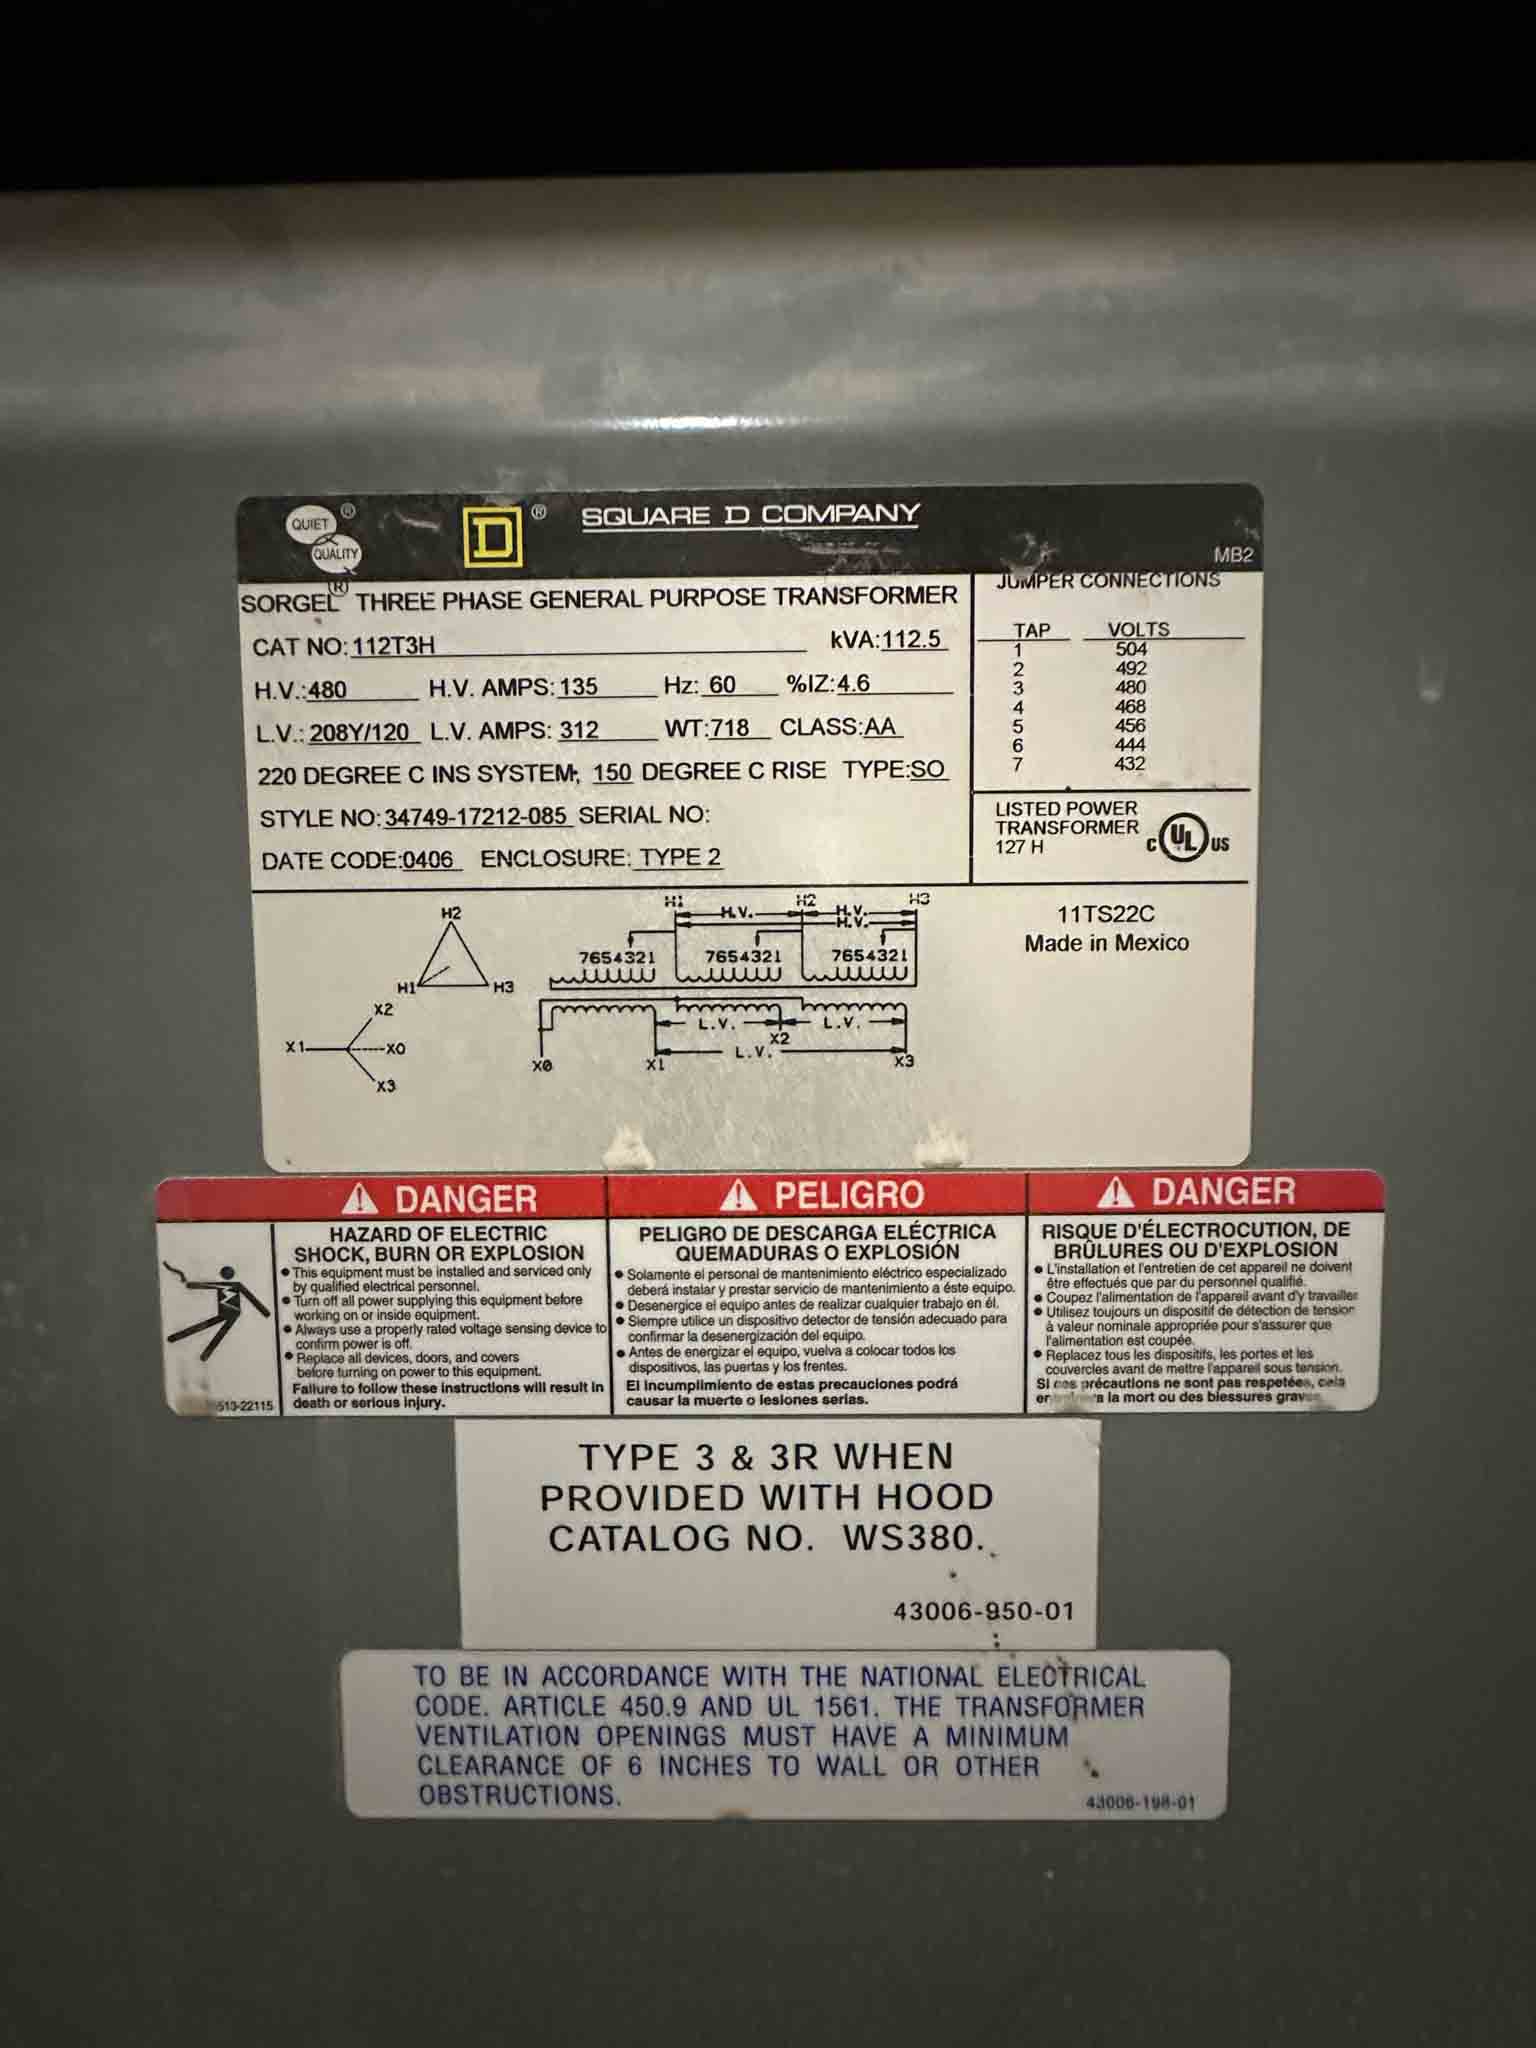 QUIET ®
QUALITY
®
D ®
SQUARE D COMPANY
MB2
SORGEL® THREE PHASE GENERAL PURPOSE TRANSFORMER
CAT NO: 112T3H kVA: 112.5
H.V.: 480 H.V. AMPS: 135 Hz: 60 %IZ: 4.6
L.V.: 208Y/120 L.V. AMPS: 312 WT: 718 CLASS: AA
220 DEGREE C INS SYSTEM, 150 DEGREE C RISE TYPE: SO
STYLE NO: 34749-17212-085 SERIAL NO:
DATE CODE: 0406 ENCLOSURE: TYPE 2
JUMPER CONNECTIONS
TAP VOLTS
1 504
2 492
3 480
4 468
5 456
6 444
7 432
LISTED POWER
TRANSFORMER
127 H
C UL US
H2
H1 H3
X2
X1 X0
X3
H1 H2 H3
H.V. H.V.
H.V.
7654321 7654321 7654321
L.V. L.V.
X2
L.V.
X0 X1 X3
11TS22C
Made in Mexico
DANGER
HAZARD OF ELECTRIC
SHOCK, BURN OR EXPLOSION
• This equipment must be installed and serviced only
by qualified electrical personnel.
• Turn off all power supplying this equipment before
working on or inside equipment.
• Always use a properly rated voltage sensing device to
confirm power is off.
• Replace all devices, doors, and covers
before turning on power to this equipment.
Failure to follow these instructions will result in
death or serious injury.
513-22115
PELIGRO
PELIGRO DE DESCARGA ELÉCTRICA
QUEMADURAS O EXPLOSIÓN
• Solamente el personal de mantenimiento eléctrico especializado
deberá instalar y prestar servicio de mantenimiento a éste equipo.
• Desenergice el equipo antes de realizar cualquier trabajo en él.
• Siempre utilice un dispositivo detector de tensión adecuado para
confirmar la desenergización del equipo.
• Antes de energizar el equipo, vuelva a colocar todos los
dispositivos, las puertas y los frentes.
El incumplimiento de estas precauciones podrá
causar la muerte o lesiones serias.
DANGER
RISQUE D'ÉLECTROCUTION, DE
BRÛLURES OU D'EXPLOSION
• L'installation et l'entretien de cet appareil ne doivent
être effectués que par du personnel qualifié.
• Coupez l'alimentation de l'appareil avant d'y travailler
• Utilisez toujours un dispositif de détection de tension
à valeur nominale appropriée pour s'assurer que
l'alimentation est coupée.
• Replacez tous les dispositifs, les portes et les
couvercles avant de mettre l'appareil sous tension.
Si ces précautions ne sont pas respetées, cela
la mort ou des blessures graves
TYPE 3 & 3R WHEN
PROVIDED WITH HOOD
CATALOG NO. WS380.
43006-950-01
TO BE IN ACCORDANCE WITH THE NATIONAL ELECTRICAL
CODE. ARTICLE 450.9 AND UL 1561. THE TRANSFORMER
VENTILATION OPENINGS MUST HAVE A MINIMUM
CLEARANCE OF 6 INCHES TO WALL OR OTHER
OBSTRUCTIONS.
43006-198-01